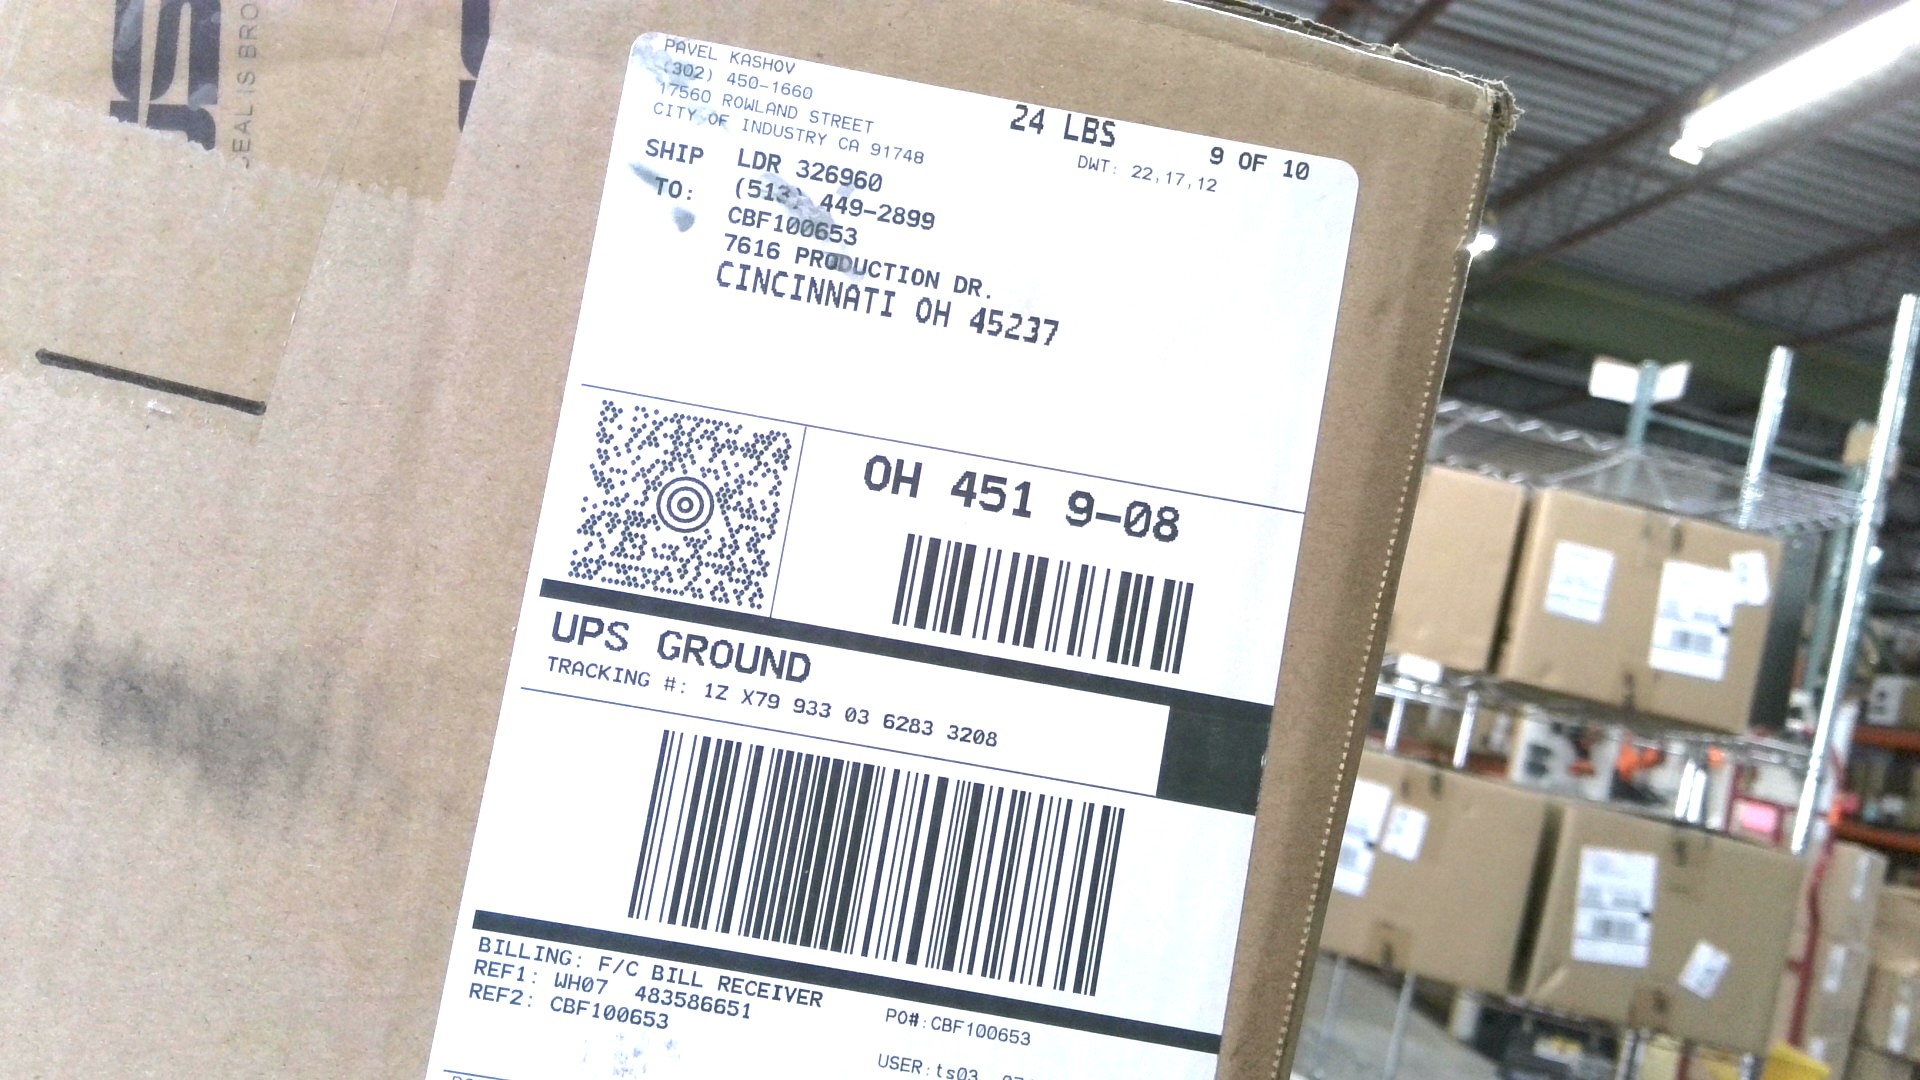 PAVEL KASHOV
(302) 450-1660
17560 ROWLAND STREET
CITY OF INDUSTRY CA 91748
24 LBS
9 OF 10
DWT: 22,17,12
SHIP TO:
LDR 326960
(513) 449-2899
CBF100653
7616 PRODUCTION DR.
CINCINNATI OH 45237
OH 451 9-08
UPS GROUND
TRACKING #: 1Z X79 933 03 6283 3208
BILLING: F/C BILL RECEIVER
REF1: WH07 483586651
REF2: CBF100653
PO#:CBF100653
USER:ts03